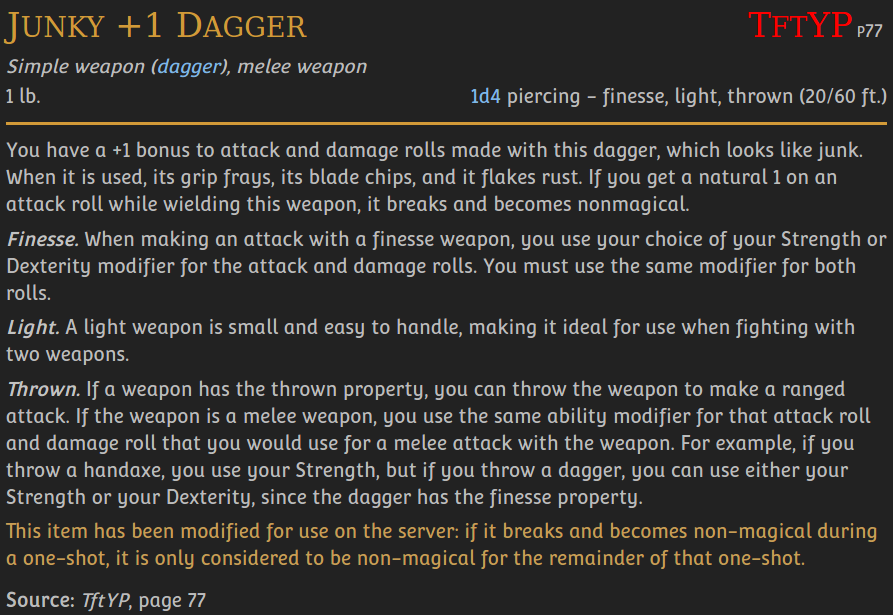 Junky +1 Dagger TftYP P77
Simple weapon (dagger), melee weapon
1 lb. 1d4 piercing – finesse, light, thrown (20/60 ft.)
You have a +1 bonus to attack and damage rolls made with this dagger, which looks like junk.
When it is used, its grip frays, its blade chips, and it flakes rust. If you get a natural 1 on an
attack roll while wielding this weapon, it breaks and becomes nonmagical.
Finesse. When making an attack with a finesse weapon, you use your choice of your Strength or
Dexterity modifier for the attack and damage rolls. You must use the same modifier for both
rolls.
Light. A light weapon is small and easy to handle, making it ideal for use when fighting with
two weapons.
Thrown. If a weapon has the thrown property, you can throw the weapon to make a ranged
attack. If the weapon is a melee weapon, you use the same ability modifier for that attack roll
and damage roll that you would use for a melee attack with the weapon. For example, if you
throw a handaxe, you use your Strength, but if you throw a dagger, you can use either your
Strength or your Dexterity, since the dagger has the finesse property.
This item has been modified for use on the server: if it breaks and becomes non-magical during
a one-shot, it is only considered to be non-magical for the remainder of that one-shot.
Source: TftYP, page 77